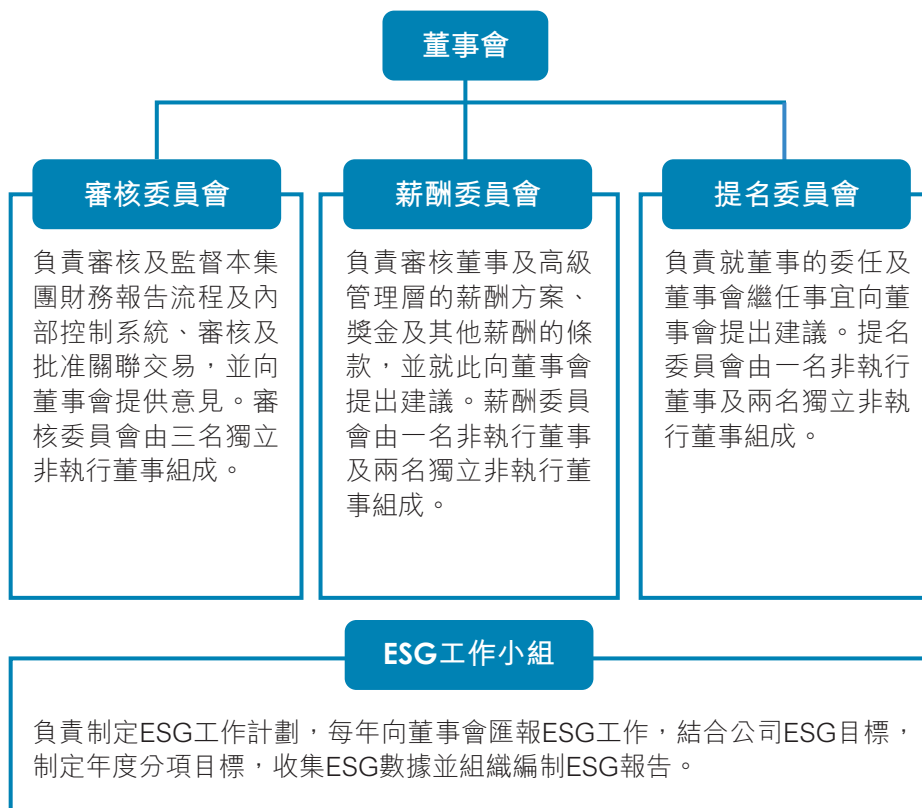 董事會
審核委員會
負責審核及監督本集
團財務報告流程及內
部控制系統、審核及
批准關聯交易，並向
董事會提供意見。審
核委員會由三名獨立
非執行董事組成。
薪酬委員會
負責審核董事及高級
管理層的薪酬方案、
獎金及其他薪酬的條
款，並就此向董事會
提出建議。薪酬委員
會由一名非執行董事
及兩名獨立非執行董
事組成。
提名委員會
負責就董事的委任及
董事會繼任事宜向董
事會提出建議。提名
委員會由一名非執行
董事及兩名獨立非執
行董事組成。
ESG工作小組
負責制定ESG工作計劃，每年向董事會匯報ESG工作，結合公司ESG目標，
制定年度分項目標，收集ESG數據並組織編制ESG報告。